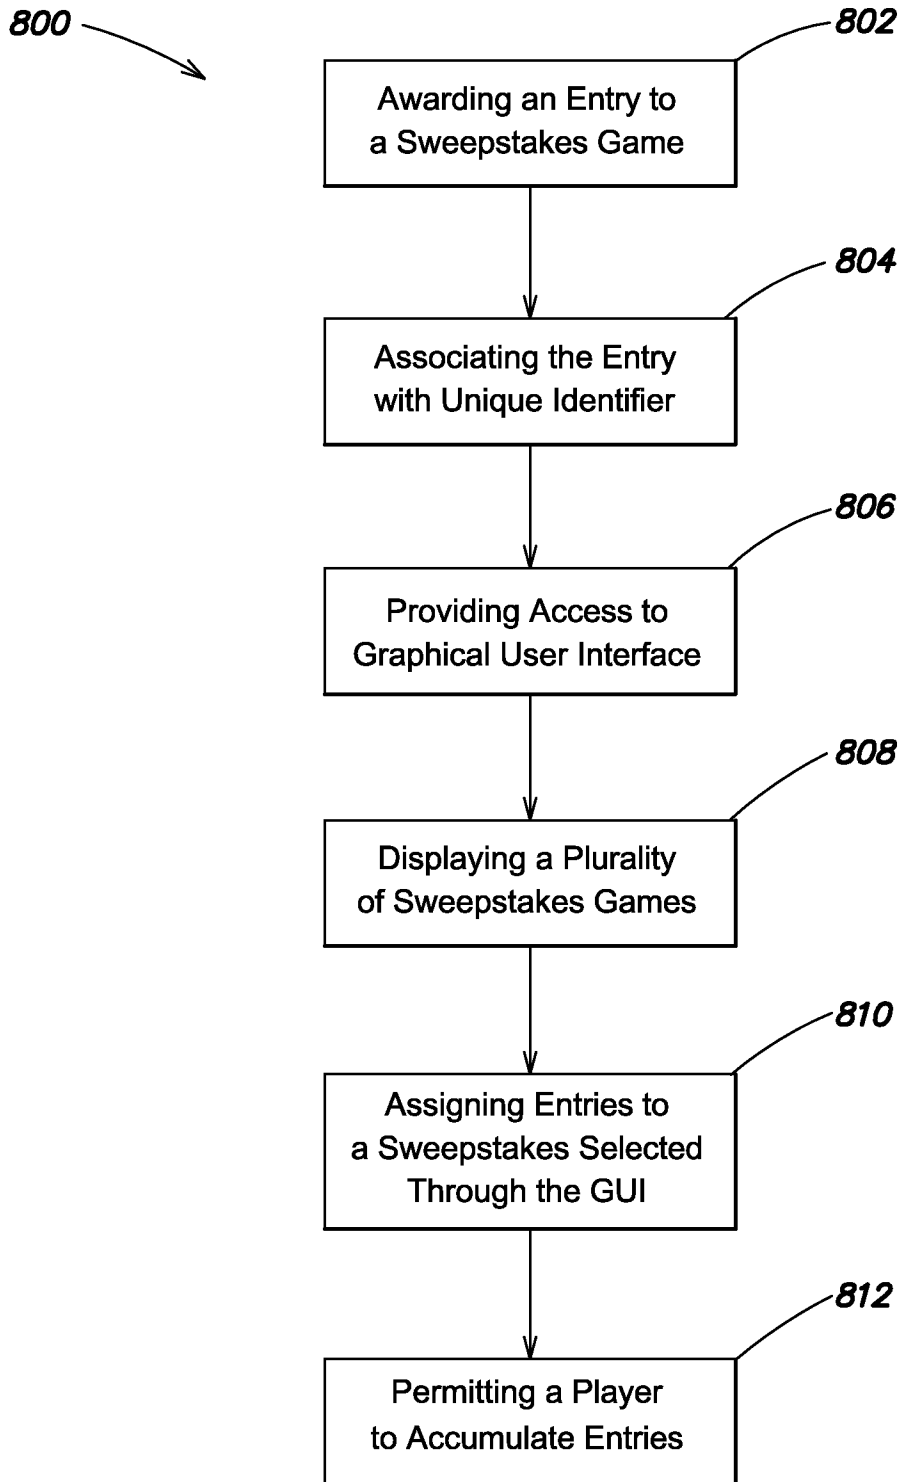 800
802
Awarding an Entry to
a Sweepstakes Game
804
Associating the Entry
with Unique Identifier
806
Providing Access to
Graphical User Interface
808
Displaying a Plurality
of Sweepstakes Games
810
Assigning Entries to
a Sweepstakes Selected
Through the GUI
812
Permitting a Player
to Accumulate Entries